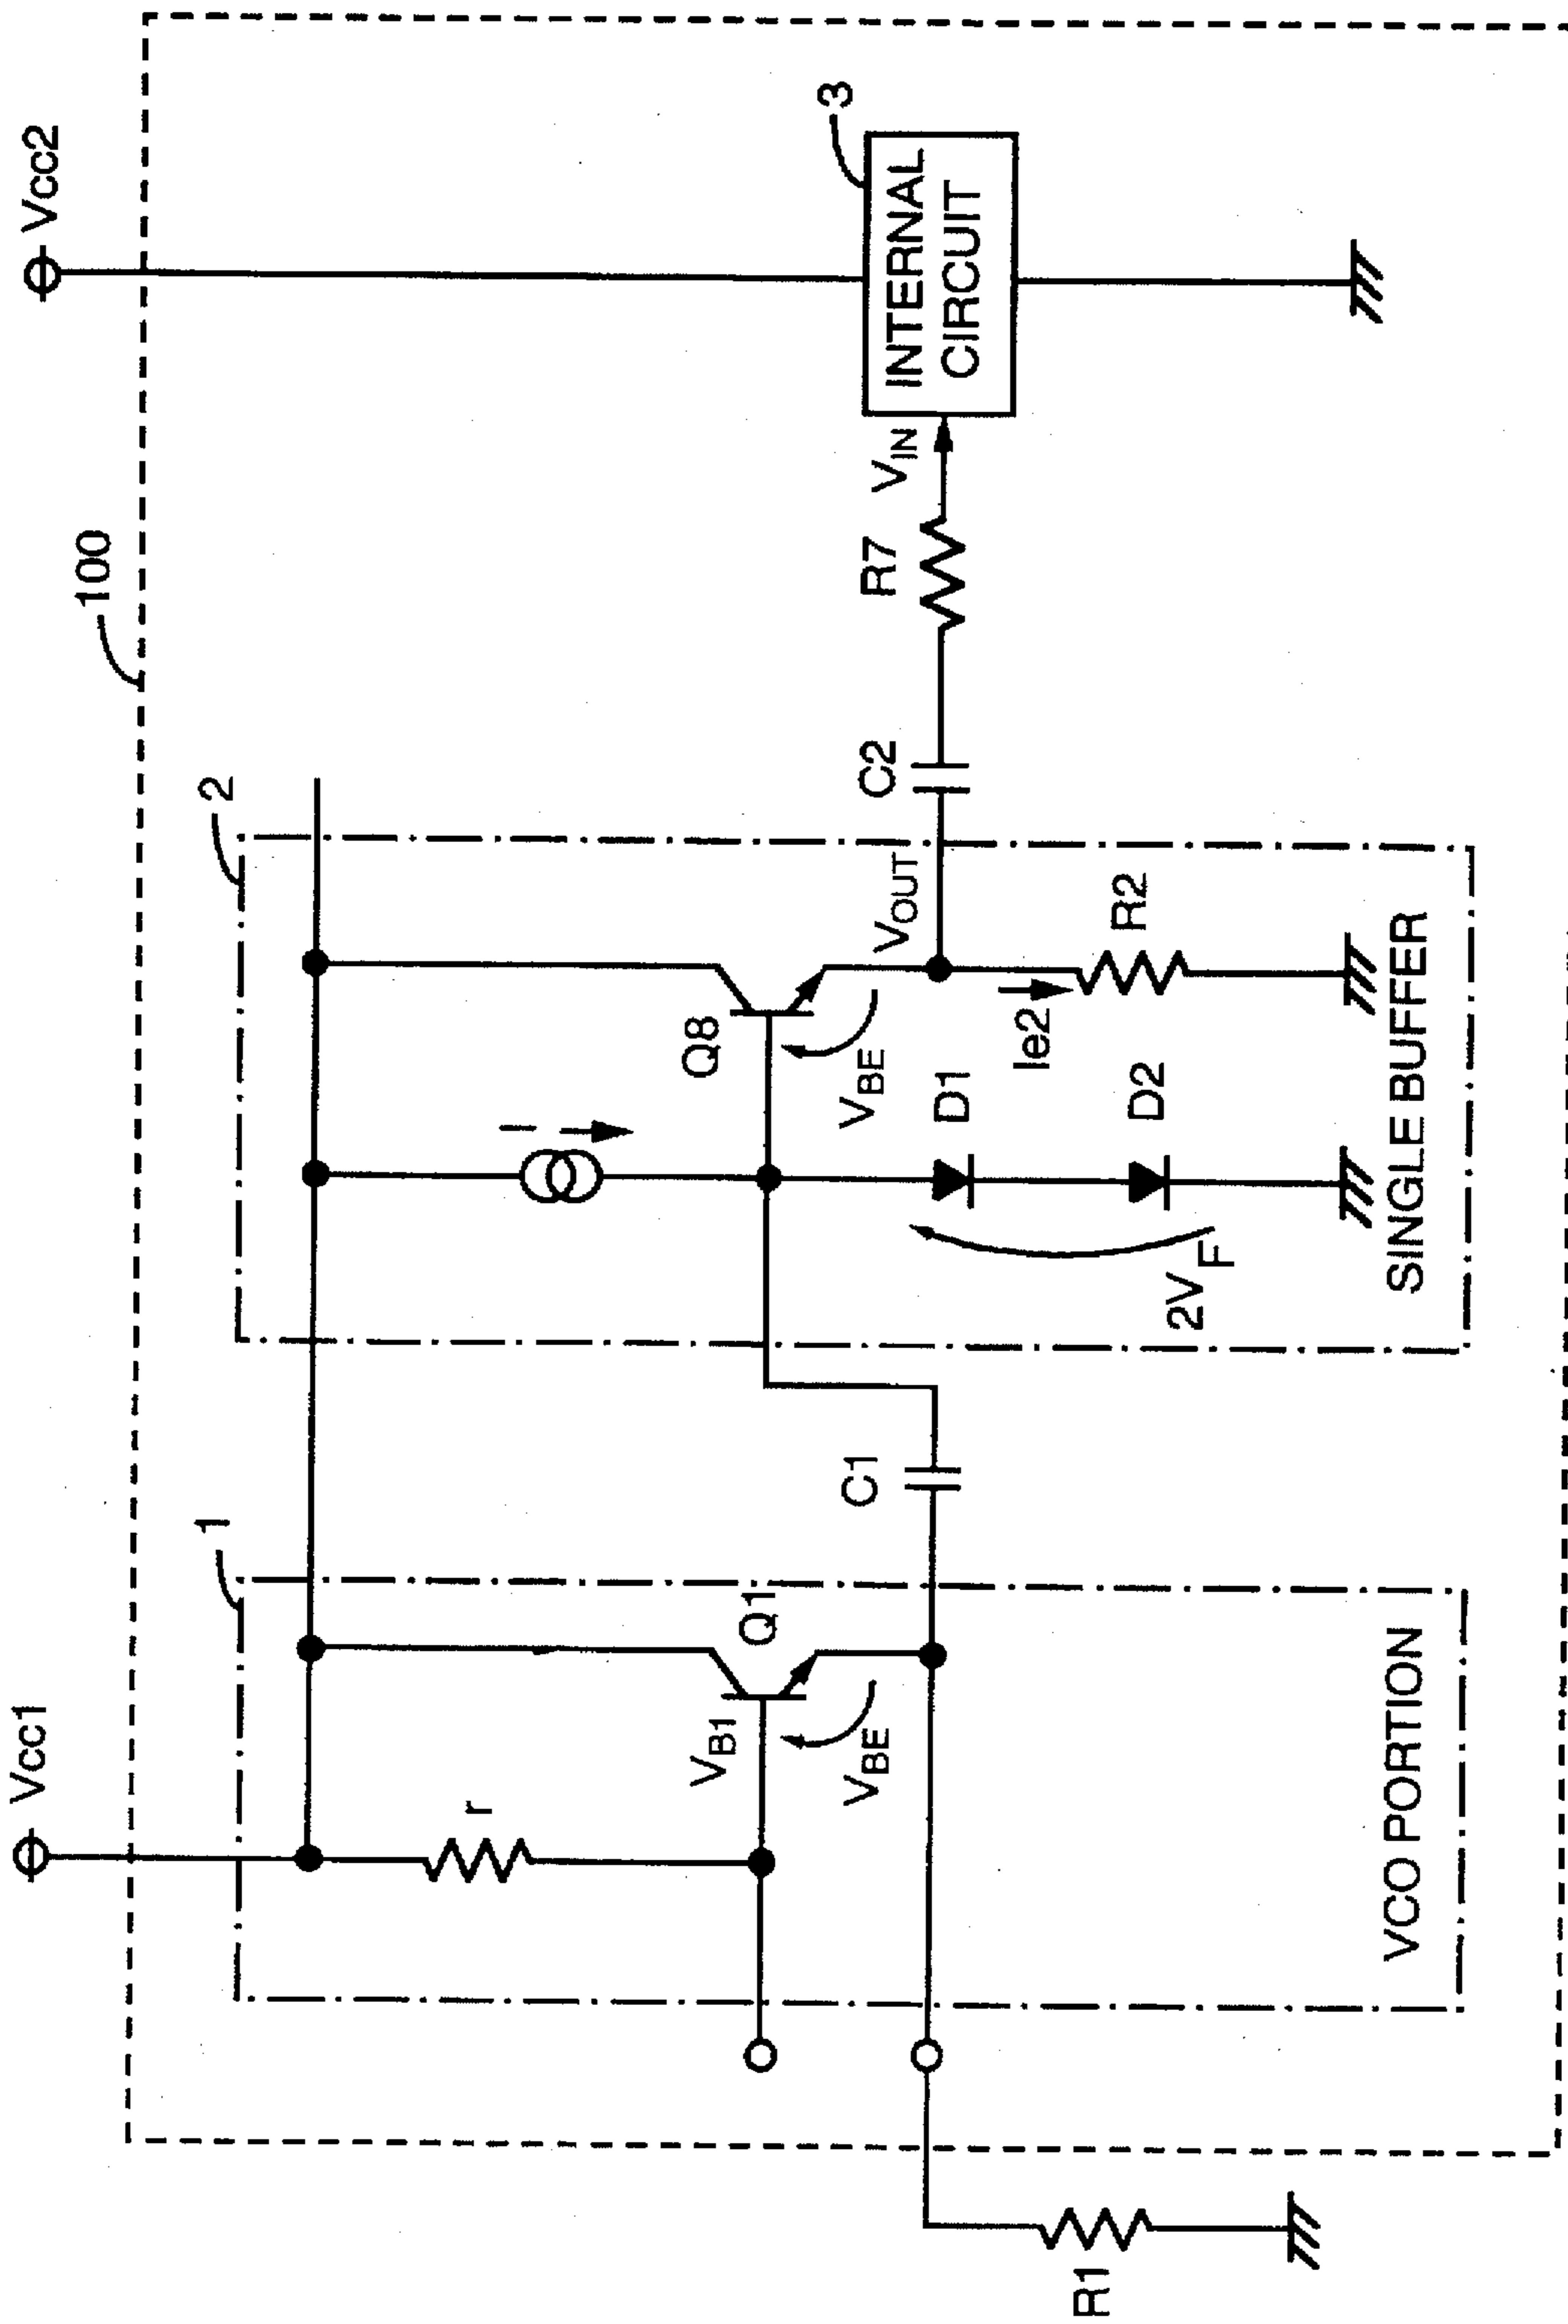 Vcc1
Vcc2
100
1
2
3
r
VB1
Q1
VBE
C1
I
Q8
VBE
VOUT
D1
D2
2VF
Ie2
R2
C2
R7
VIN
INTERNAL
CIRCUIT
R1
VCO PORTION
SINGLE BUFFER